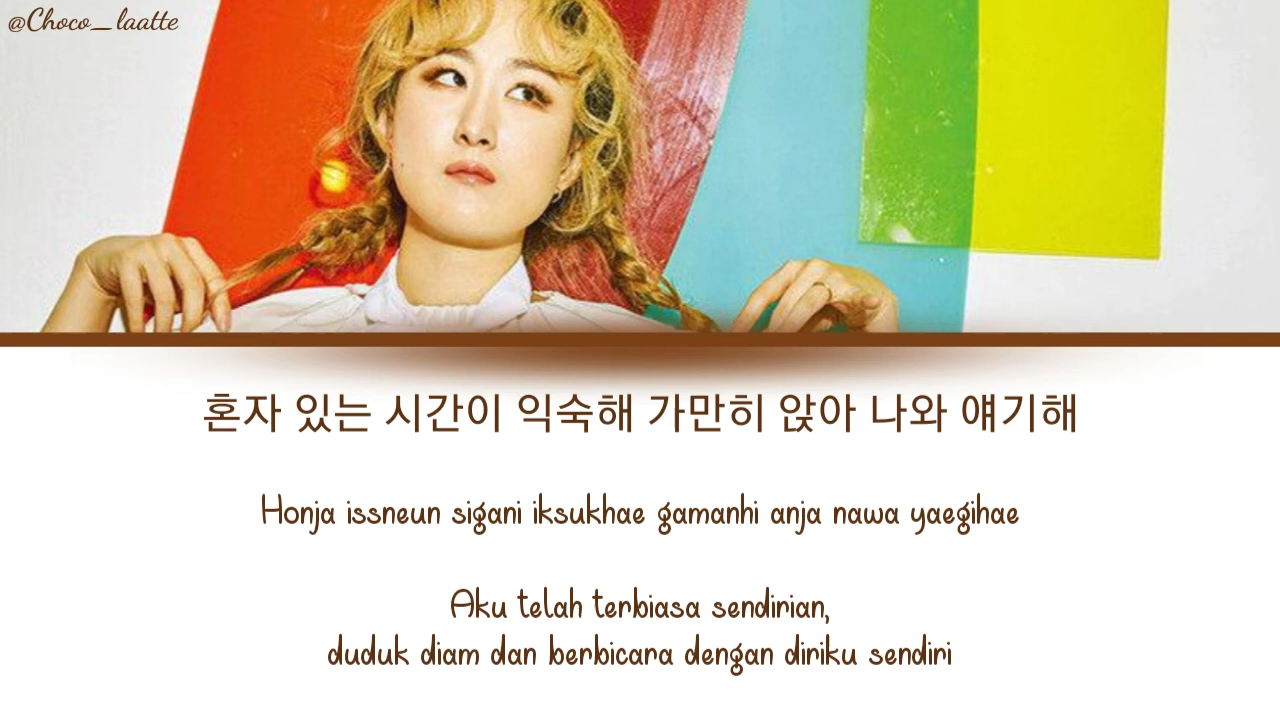 @Choco_laatte
혼자 있는 시간이 익숙해 가만히 앉아 나와 얘기해
Honja issneun sigani iksukhae gamanhi anja nawa yaegihae
Aku telah terbiasa sendirian,
duduk diam dan berbicara dengan diriku sendiri